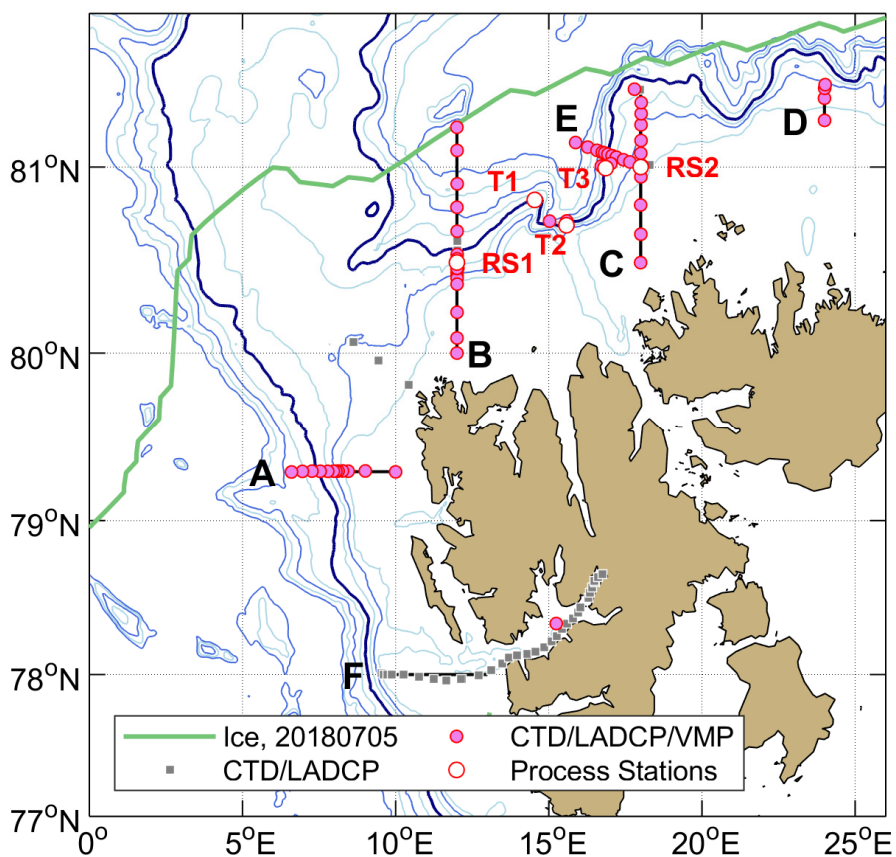 81°N
E
D
T3
RS2
T1
T2
RS1
C
80°N
B
A
79°N
78°N
F
Ice, 20180705
CTD/LADCP/VMP
CTD/LADCP
Process Stations
77°N
0°
5°E
10°E
15°E
20°E
25°E